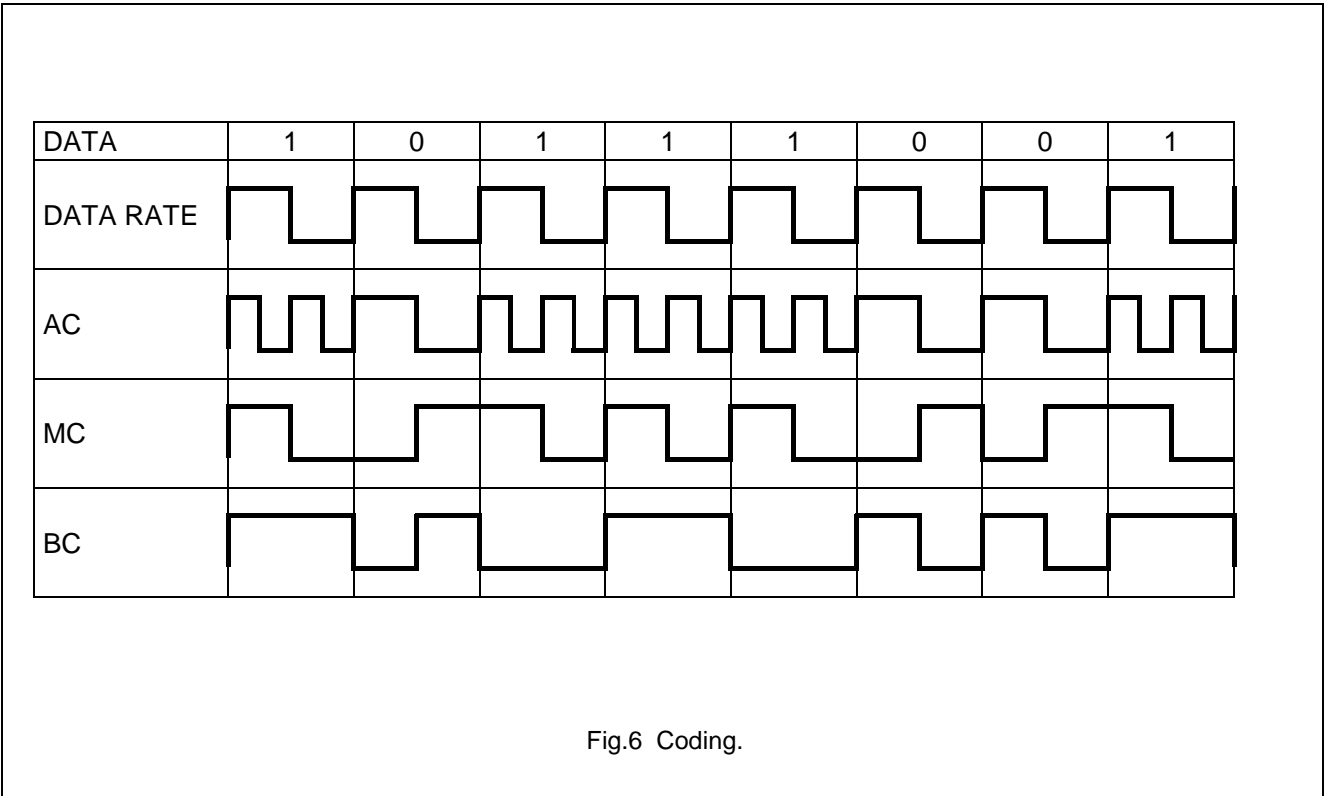 DATA 1 0 1 1 1 0 0 1
DATA RATE
AC
MC
BC
Fig.6 Coding.